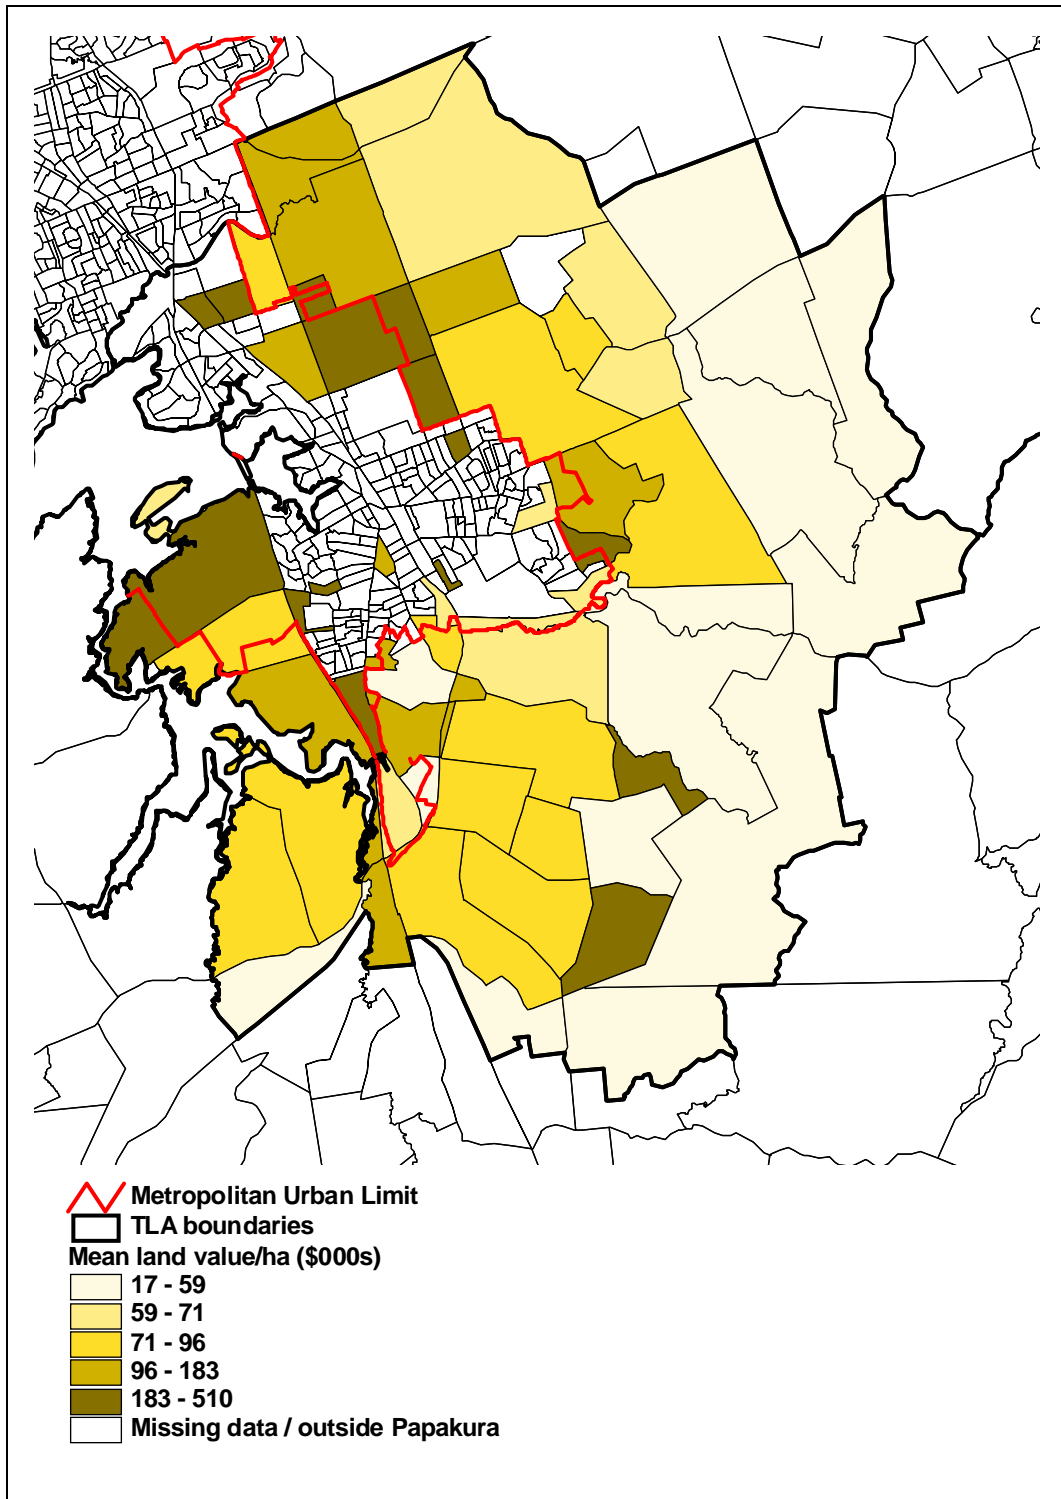 Metropolitan Urban Limit
TLA boundaries
Mean land value/ha ($000s)
17 - 59
59 - 71
71 - 96
96 - 183
183 - 510
Missing data / outside Papakura